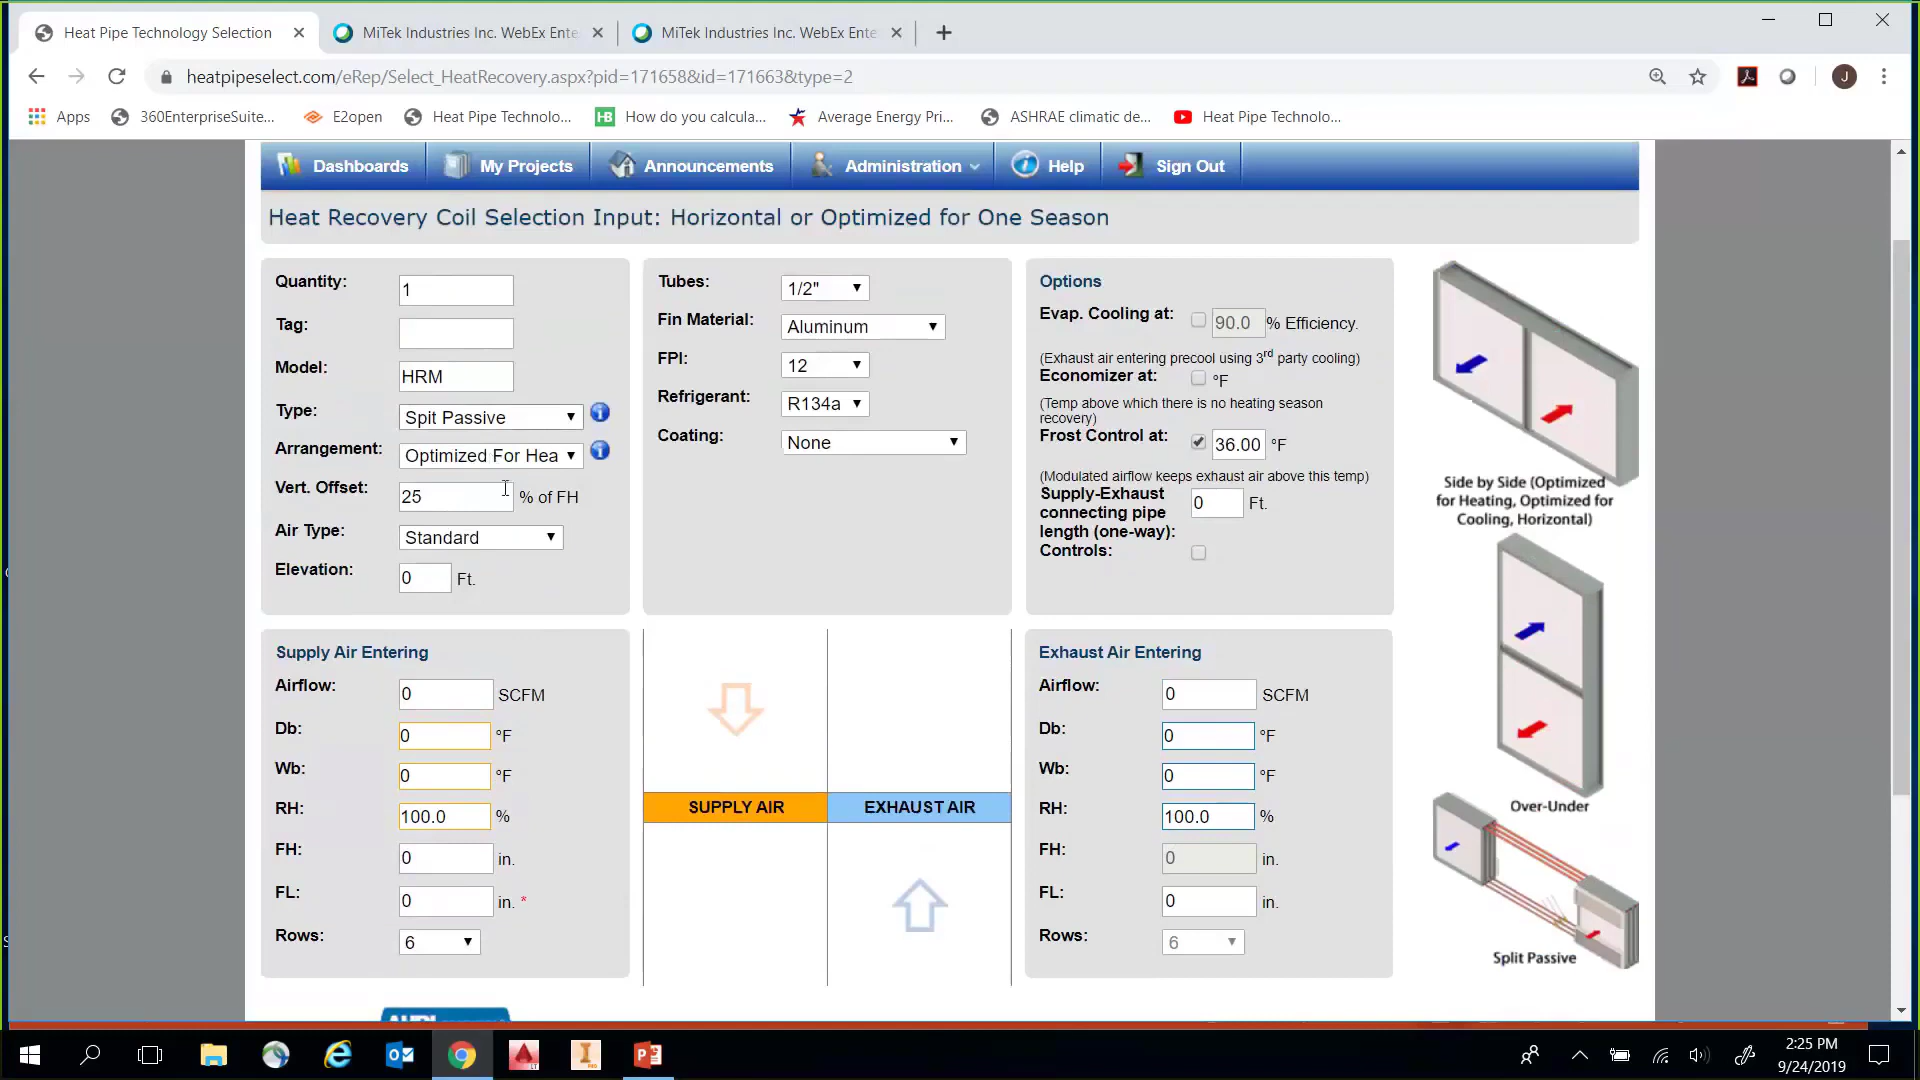 Heat Pipe Technology Selection
MiTek Industries Inc. WebEx Ente
MiTek Industries Inc. WebEx Ente
heatpipeselect.com/eRep/Select_HeatRecovery.aspx?pid=171658&id=171663&type=2
J
Apps
360EnterpriseSuite...
E2open
Heat Pipe Technolo...
HB
How do you calcula...
Average Energy Pri...
ASHRAE climatic de...
Heat Pipe Technolo...
Dashboards
My Projects
Announcements
Administration
Help
Sign Out
Heat Recovery Coil Selection Input: Horizontal or Optimized for One Season
Quantity: 1
Tag:
Model: HRM
Type: Spit Passive
Arrangement: Optimized For Hea
Vert. Offset: 25 % of FH
Air Type: Standard
Elevation: 0 Ft.
Tubes: 1/2"
Fin Material: Aluminum
FPI: 12
Refrigerant: R134a
Coating: None
Options
Evap. Cooling at: 90.0 % Efficiency.
(Exhaust air entering precool using 3rd party cooling)
Economizer at: °F
(Temp above which there is no heating season
recovery)
Frost Control at: 36.00 °F
(Modulated airflow keeps exhaust air above this temp)
Supply-Exhaust
connecting pipe 0 Ft.
length (one-way):
Controls:
Side by Side (Optimized
for Heating, Optimized for
Cooling, Horizontal)
Over-Under
Split Passive
Supply Air Entering
Airflow: 0 SCFM
Db: 0 °F
Wb: 0 °F
RH: 100.0 %
FH: 0 in.
FL: 0 in. *
Rows: 6
SUPPLY AIR
EXHAUST AIR
Exhaust Air Entering
Airflow: 0 SCFM
Db: 0 °F
Wb: 0 °F
RH: 100.0 %
FH: 0 in.
FL: 0 in.
Rows: 6
2:25 PM
9/24/2019